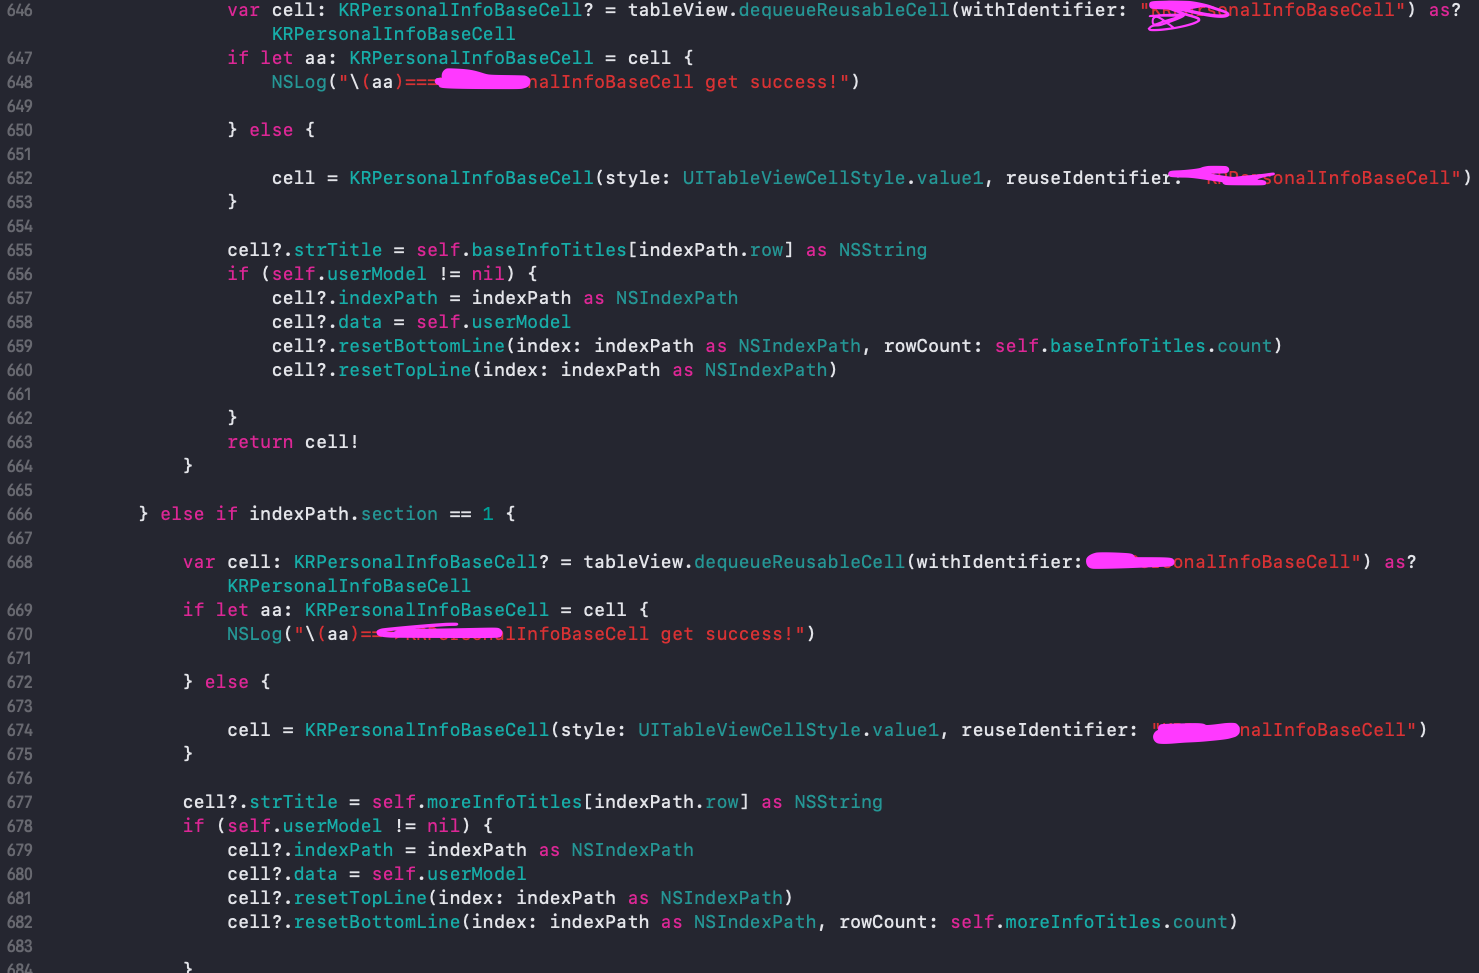 646 var cell: KRPersonalInfoBaseCell? = tableView.dequeueReusableCell(withIdentifier: "onalInfoBaseCell") as?
KRPersonalInfoBaseCell
647 if let aa: KRPersonalInfoBaseCell = cell {
648 NSLog("\(aa)===nalInfoBaseCell get success!")
649
650 } else {
651
652 cell = KRPersonalInfoBaseCell(style: UITableViewCellStyle.value1, reuseIdentifier: sonalInfoBaseCell")
653 }
654
655 cell?.strTitle = self.baseInfoTitles[indexPath.row] as NSString
656 if (self.userModel != nil) {
657 cell?.indexPath = indexPath as NSIndexPath
658 cell?.data = self.userModel
659 cell?.resetBottomLine(index: indexPath as NSIndexPath, rowCount: self.baseInfoTitles.count)
660 cell?.resetTopLine(index: indexPath as NSIndexPath)
661
662 }
663 return cell!
664 }
665
666 } else if indexPath.section == 1 {
667
668 var cell: KRPersonalInfoBaseCell? = tableView.dequeueReusableCell(withIdentifier: onalInfoBaseCell") as?
KRPersonalInfoBaseCell
669 if let aa: KRPersonalInfoBaseCell = cell {
670 NSLog("\(aa)==lInfoBaseCell get success!")
671
672 } else {
673
674 cell = KRPersonalInfoBaseCell(style: UITableViewCellStyle.value1, reuseIdentifier: "nalInfoBaseCell")
675 }
676
677 cell?.strTitle = self.moreInfoTitles[indexPath.row] as NSString
678 if (self.userModel != nil) {
679 cell?.indexPath = indexPath as NSIndexPath
680 cell?.data = self.userModel
681 cell?.resetTopLine(index: indexPath as NSIndexPath)
682 cell?.resetBottomLine(index: indexPath as NSIndexPath, rowCount: self.moreInfoTitles.count)
683
684 }